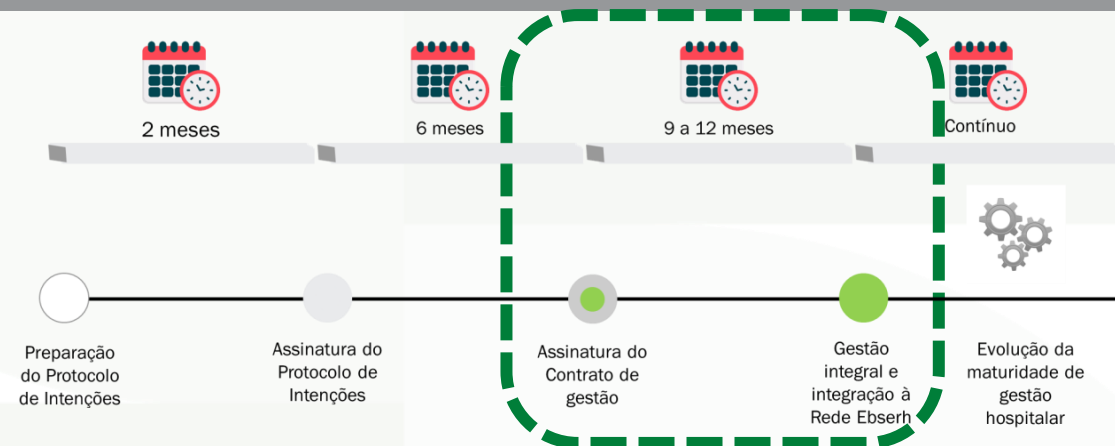 2 meses
6 meses
9 a 12 meses
Contínuo
Preparação
do Protocolo
de Intenções
Assinatura do
Protocolo de
Intenções
Assinatura do
Contrato de
gestão
Gestão
integral e
integração à
Rede Ebserh
Evolução da
maturidade de
gestão
hospitalar